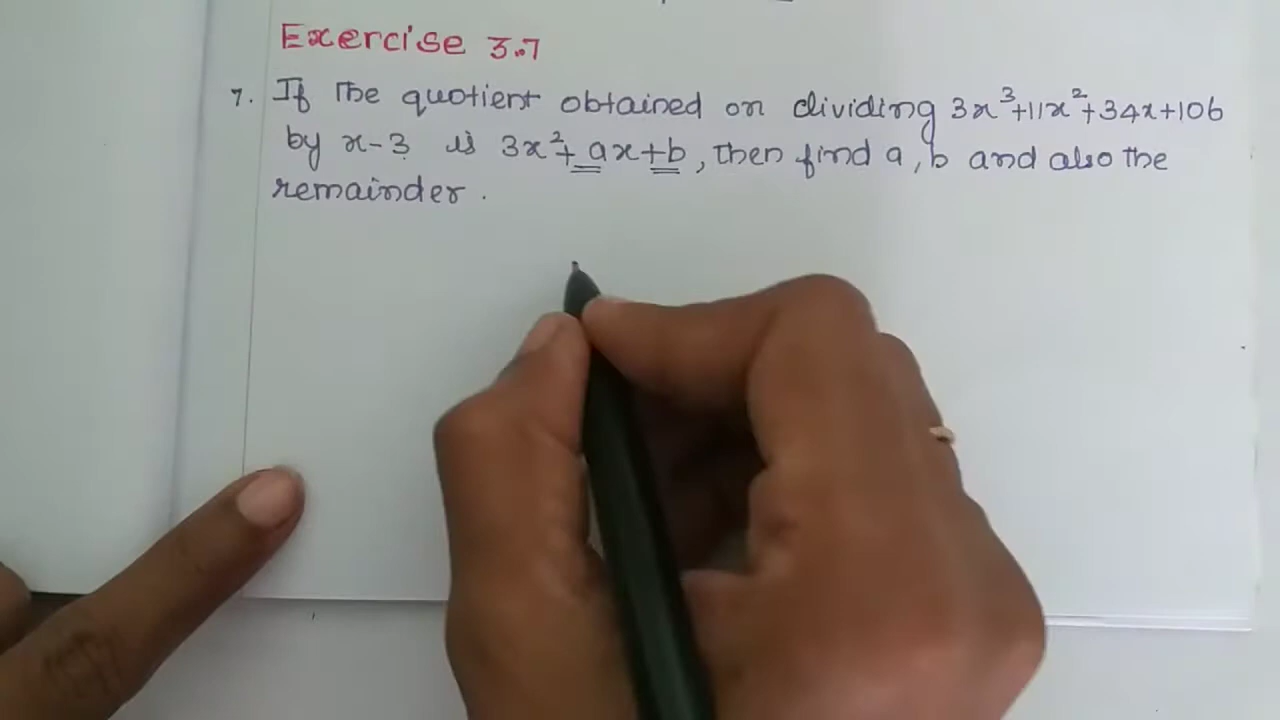 Exercise 3.7
7. If the quotient obtained on dividing 3x³+11x²+34x+106
by x-3 is 3x²+ax+b, then find a, b and also the
remainder.